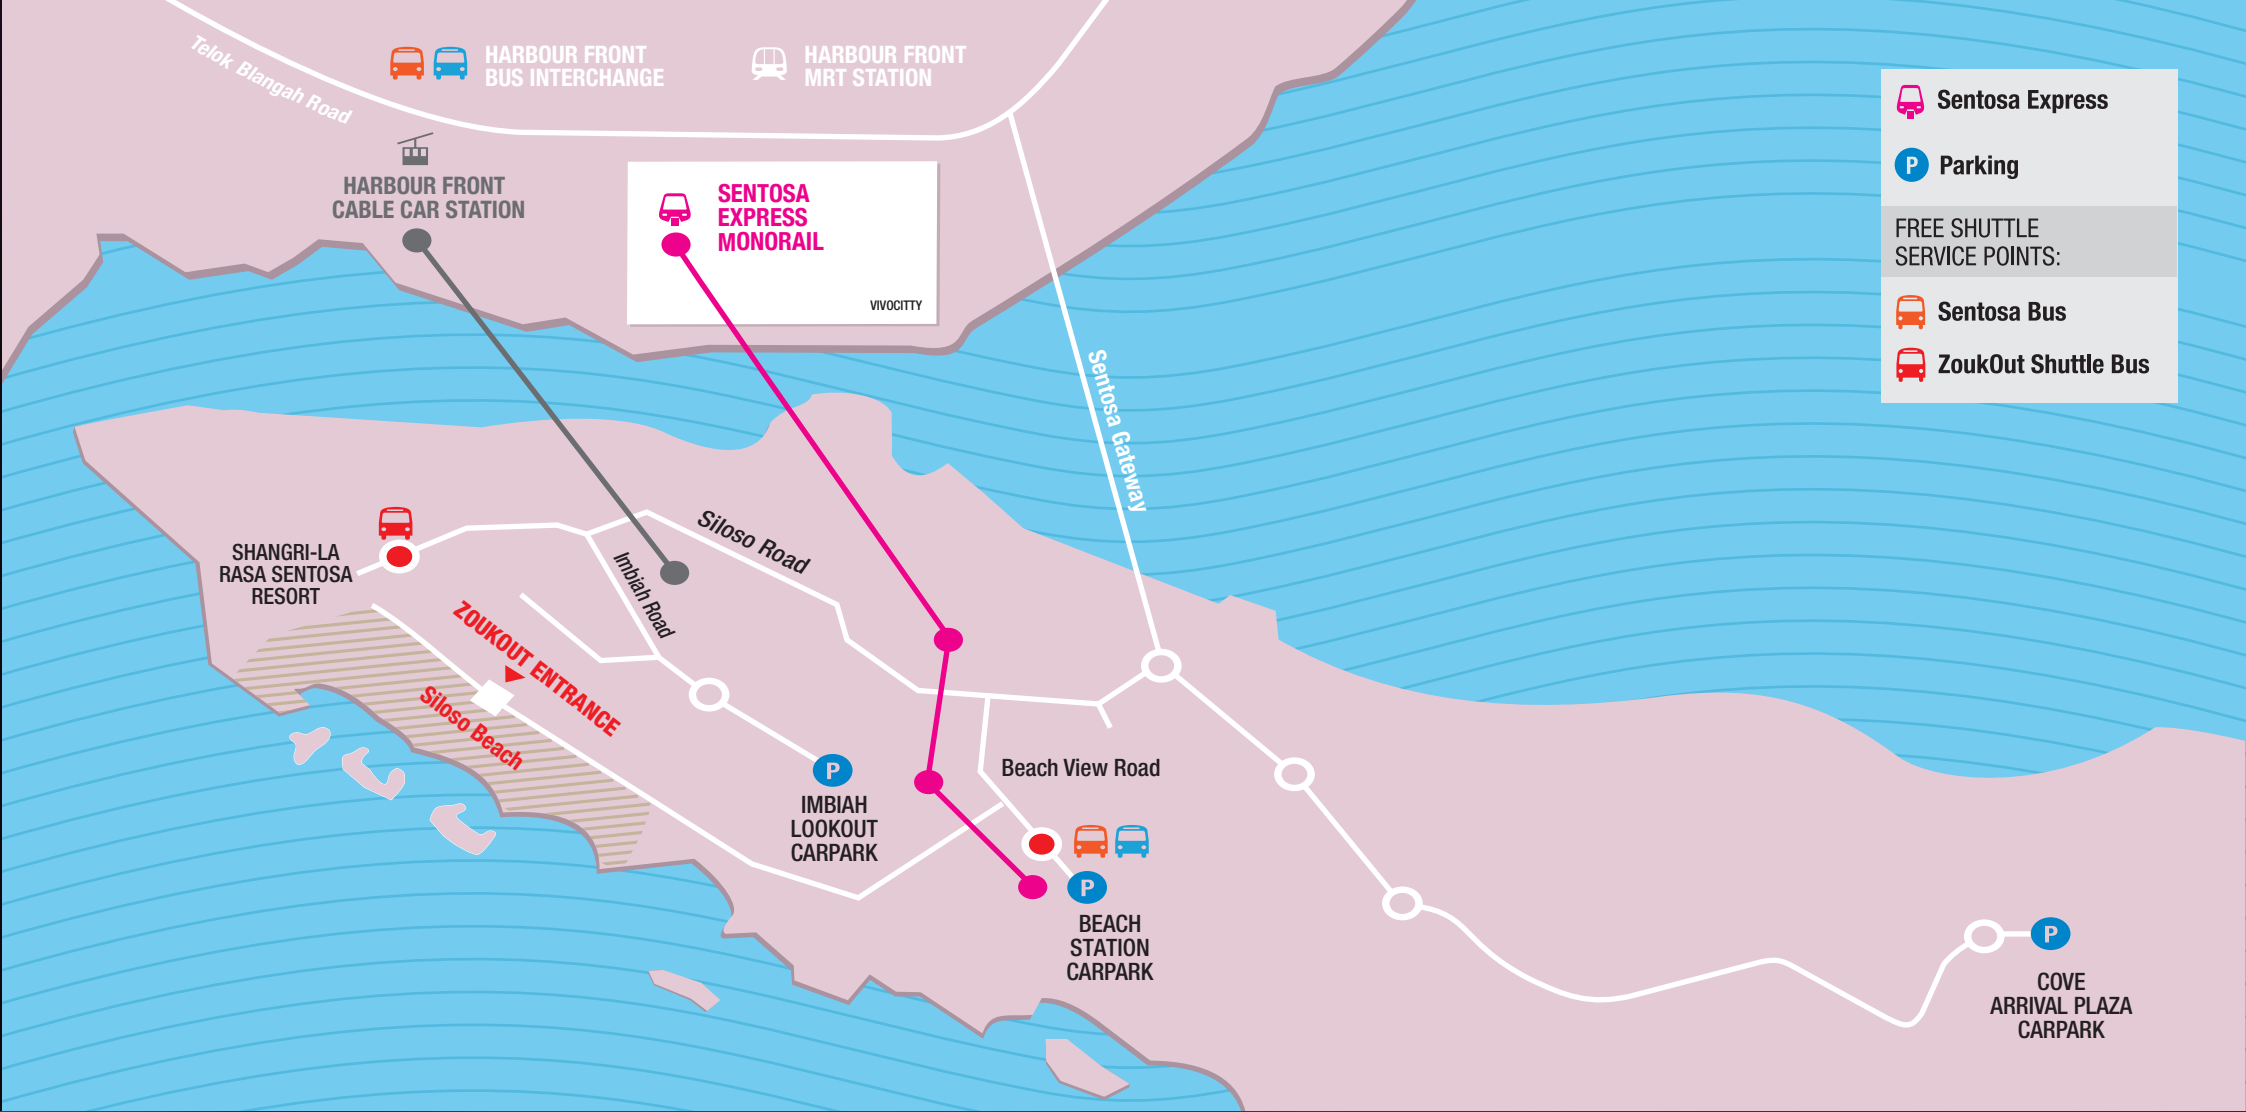 Telok Blangah Road
HARBOUR FRONT
BUS INTERCHANGE
HARBOUR FRONT
MRT STATION
HARBOUR FRONT
CABLE CAR STATION
SENTOSA
EXPRESS
MONORAIL
VIVOCITTY
Sentosa Gateway
Sentosa Express
P
Parking
FREE SHUTTLE
SERVICE POINTS:
Sentosa Bus
ZoukOut Shuttle Bus
SHANGRI-LA
RASA SENTOSA
RESORT
Siloso Road
Imbiah Road
ZOUKOUT ENTRANCE
Siloso Beach
P
IMBIAH
LOOKOUT
CARPARK
Beach View Road
P
BEACH
STATION
CARPARK
P
COVE
ARRIVAL PLAZA
CARPARK